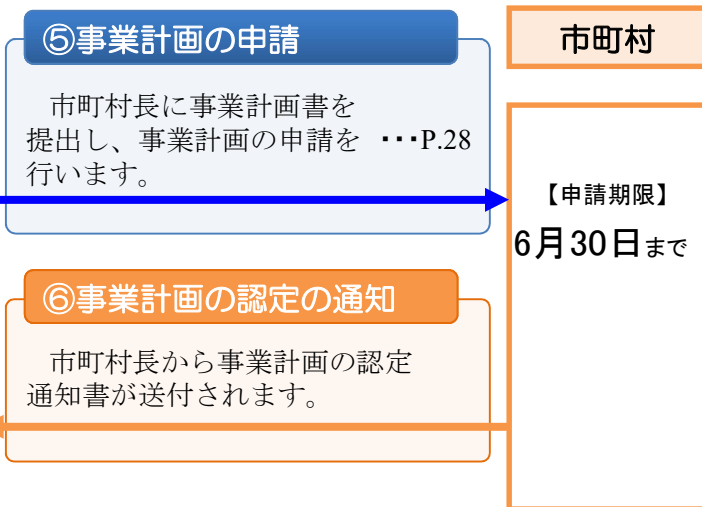 ⑤事業計画の申請
市町村長に事業計画書を
提出し、事業計画の申請を ・・・P.28
行います。
市町村
【申請期限】
6月30日まで
⑥事業計画の認定の通知
市町村長から事業計画の認定
通知書が送付されます。